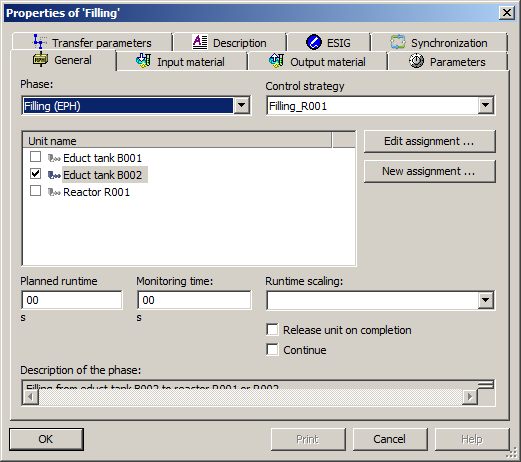 Properties of 'Filling'
Transfer parameters
Description
ESIG
Synchronization
General
Input material
Output material
Parameters
Phase:
Control strategy
Filling (EPH)
Filling_R001
Unit name
Educt tank B001
Educt tank B002
Reactor R001
Edit assignment ...
New assignment ...
Planned runtime
Monitoring time:
Runtime scaling:
00
00
s
s
Release unit on completion
Continue
Description of the phase:
Filling from educt tank B002 to reactor R001 or R002
OK
Print
Cancel
Help